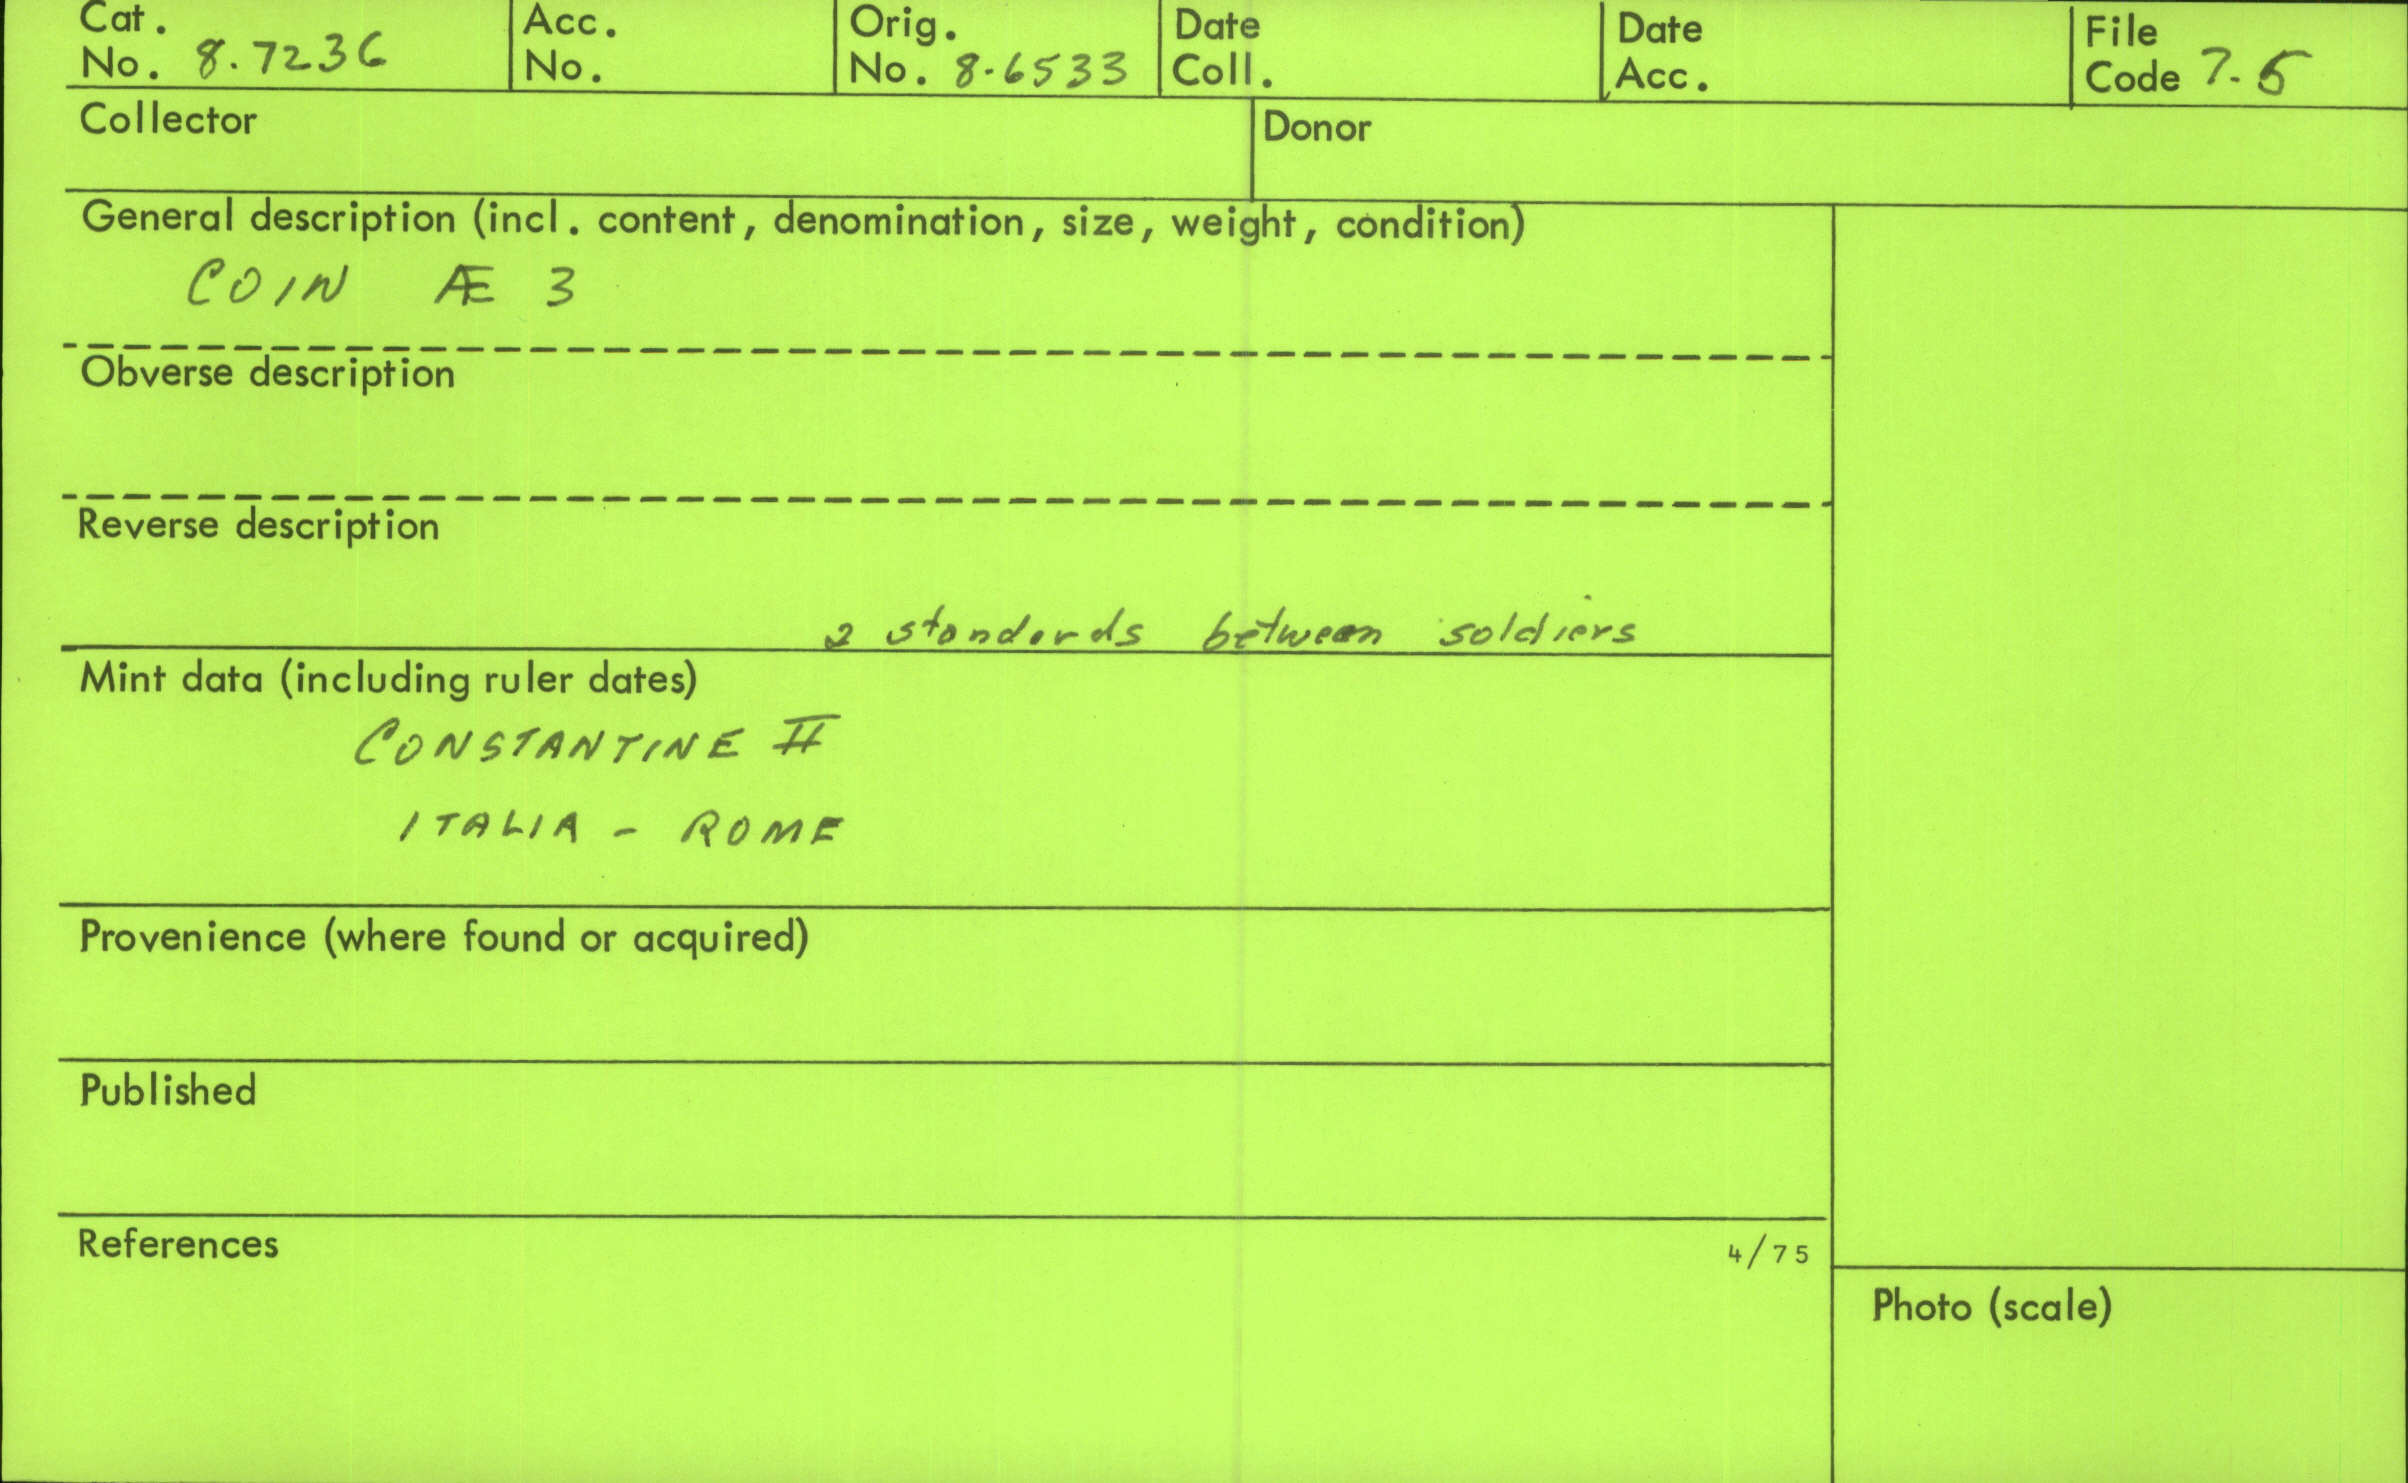 Cat. No. 8.7236
Acc. No.
Orig. No. 8-6533
Date Coll.
Date Acc.
File Code 7-5
Collector
Donor
General description (incl. content, denomination, size, weight, condition)
COIN Æ 3
Obverse description
Reverse description
2 standards between soldiers
Mint data (including ruler dates)
CONSTANTINE II
ITALIA - ROME
Provenience (where found or acquired)
Published
References
4/75
Photo (scale)